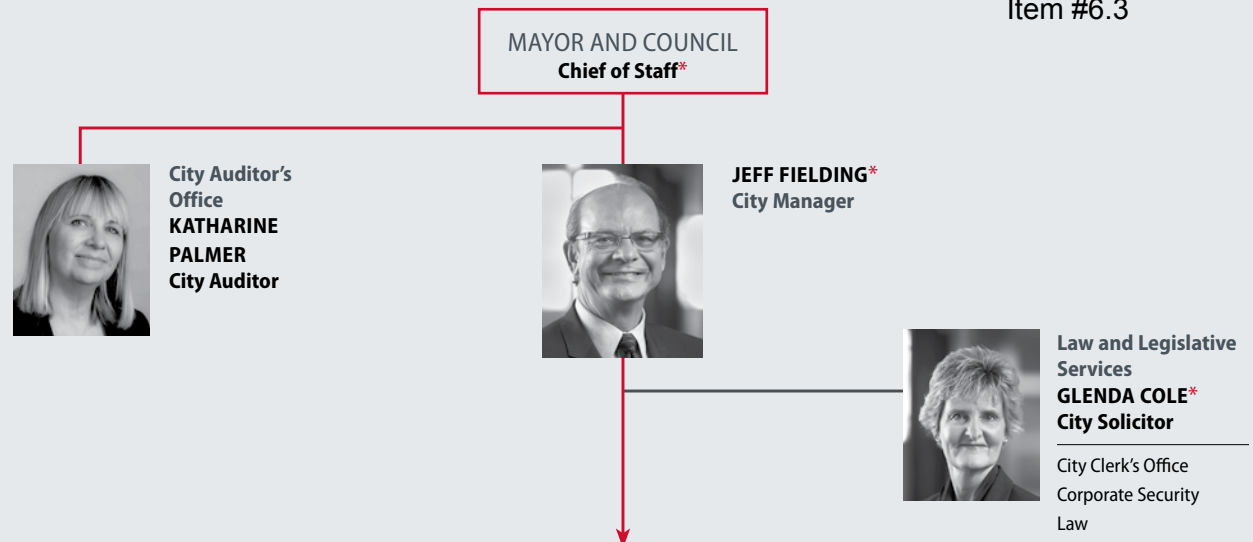 Item #6.3
MAYOR AND COUNCIL
Chief of Staff*
City Auditor’s
Office
KATHARINE
PALMER
City Auditor
JEFF FIELDING*
City Manager
Law and Legislative
Services
GLENDA COLE*
City Solicitor
City Clerk’s Office
Corporate Security
Law